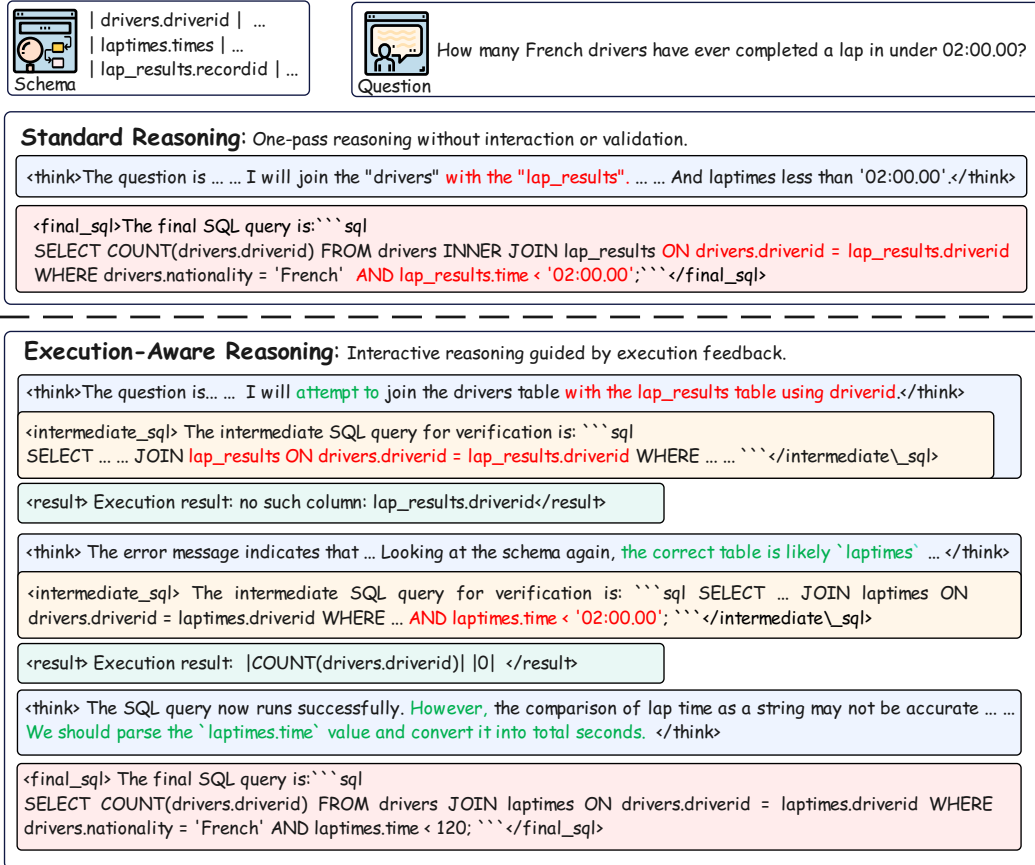 | drivers.driverid | ...
| laptimes.times | ...
| lap_results.recordid | ...
Schema
How many French drivers have ever completed a lap in under 02:00.00?
Question
Standard Reasoning: One-pass reasoning without interaction or validation.
<think>The question is ... ... I will join the "drivers" with the "lap_results". ... ... And laptimes less than '02:00.00'.</think>
<final_sql>The final SQL query is:```sql
SELECT COUNT(drivers.driverid) FROM drivers INNER JOIN lap_results ON drivers.driverid = lap_results.driverid
WHERE drivers.nationality = 'French' AND lap_results.time < '02:00.00';```</final_sql>
Execution-Aware Reasoning: Interactive reasoning guided by execution feedback.
<think>The question is... ... I will attempt to join the drivers table with the lap_results table using driverid.</think>
<intermediate_sql> The intermediate SQL query for verification is: ```sql
SELECT ... ... JOIN lap_results ON drivers.driverid = lap_results.driverid WHERE ... ... ```</intermediate\_sql>
<result> Execution result: no such column: lap_results.driverid</result>
<think> The error message indicates that ... Looking at the schema again, the correct table is likely `laptimes` ... </think>
<intermediate_sql> The intermediate SQL query for verification is: ```sql SELECT ... JOIN laptimes ON
drivers.driverid = laptimes.driverid WHERE ... AND laptimes.time < '02:00.00'; ```</intermediate\_sql>
<result> Execution result: |COUNT(drivers.driverid)| |0| </result>
<think> The SQL query now runs successfully. However, the comparison of lap time as a string may not be accurate ... ...
We should parse the `laptimes.time` value and convert it into total seconds. </think>
<final_sql> The final SQL query is:```sql
SELECT COUNT(drivers.driverid) FROM drivers JOIN laptimes ON drivers.driverid = laptimes.driverid WHERE
drivers.nationality = 'French' AND laptimes.time < 120; ```</final_sql>